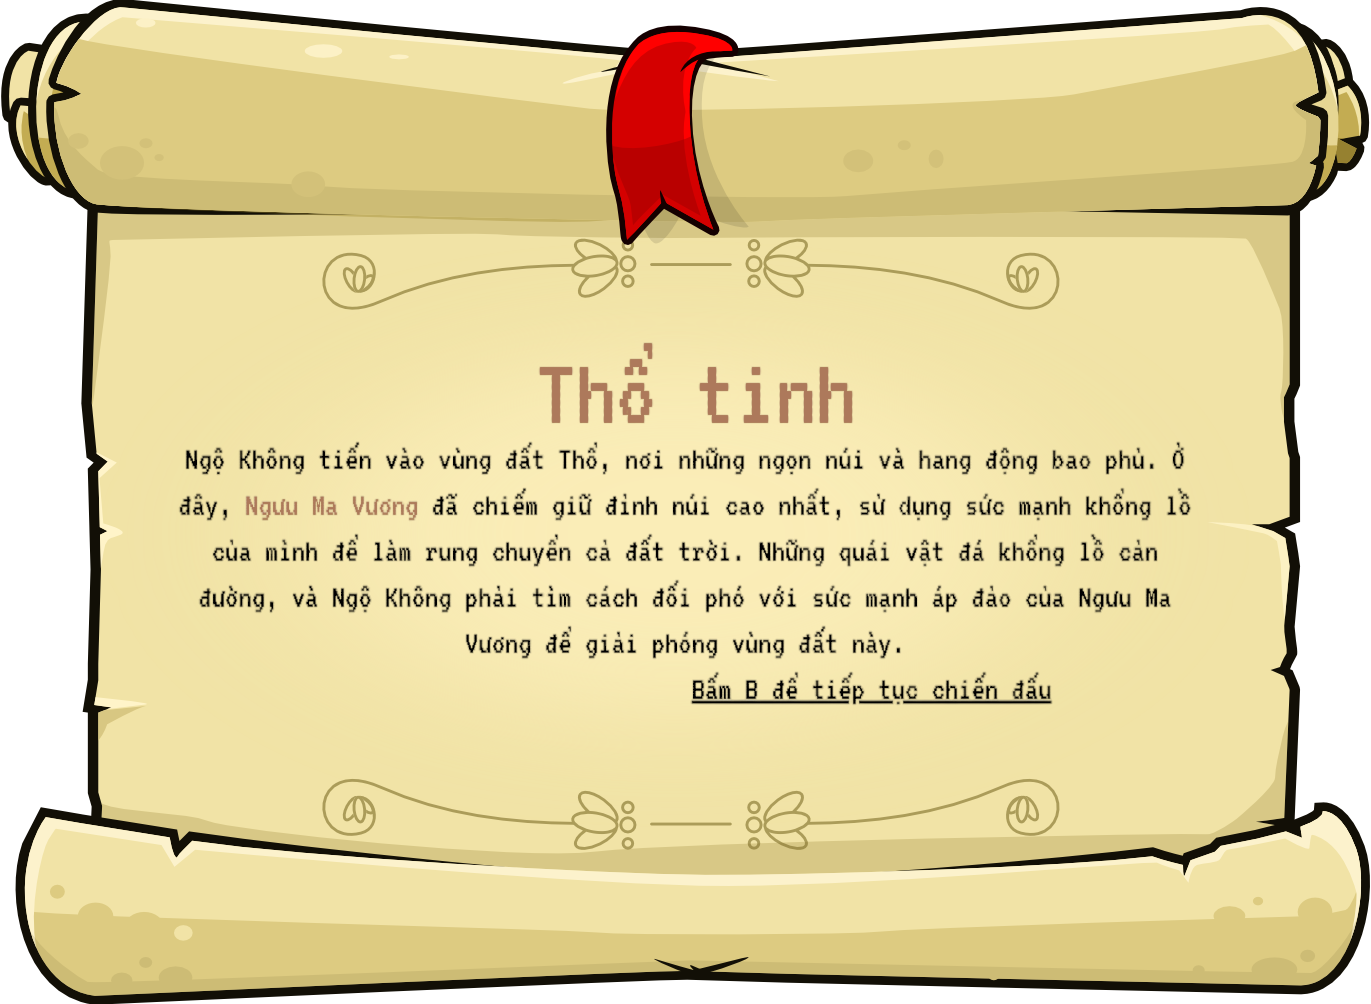 Thổ tinh
Ngộ Không tiến vào vùng đất Thổ, nơi những ngọn núi và hang động bao phủ. Ở
đây, Ngưu Ma Vương đã chiếm giữ đỉnh núi cao nhất, sử dụng sức mạnh khổng lồ
của mình để làm rung chuyển cả đất trời. Những quái vật đá khổng lồ cản
đường, và Ngộ Không phải tìm cách đối phó với sức mạnh áp đảo của Ngưu Ma
Vương để giải phóng vùng đất này.
Bấm B để tiếp tục chiến đấu